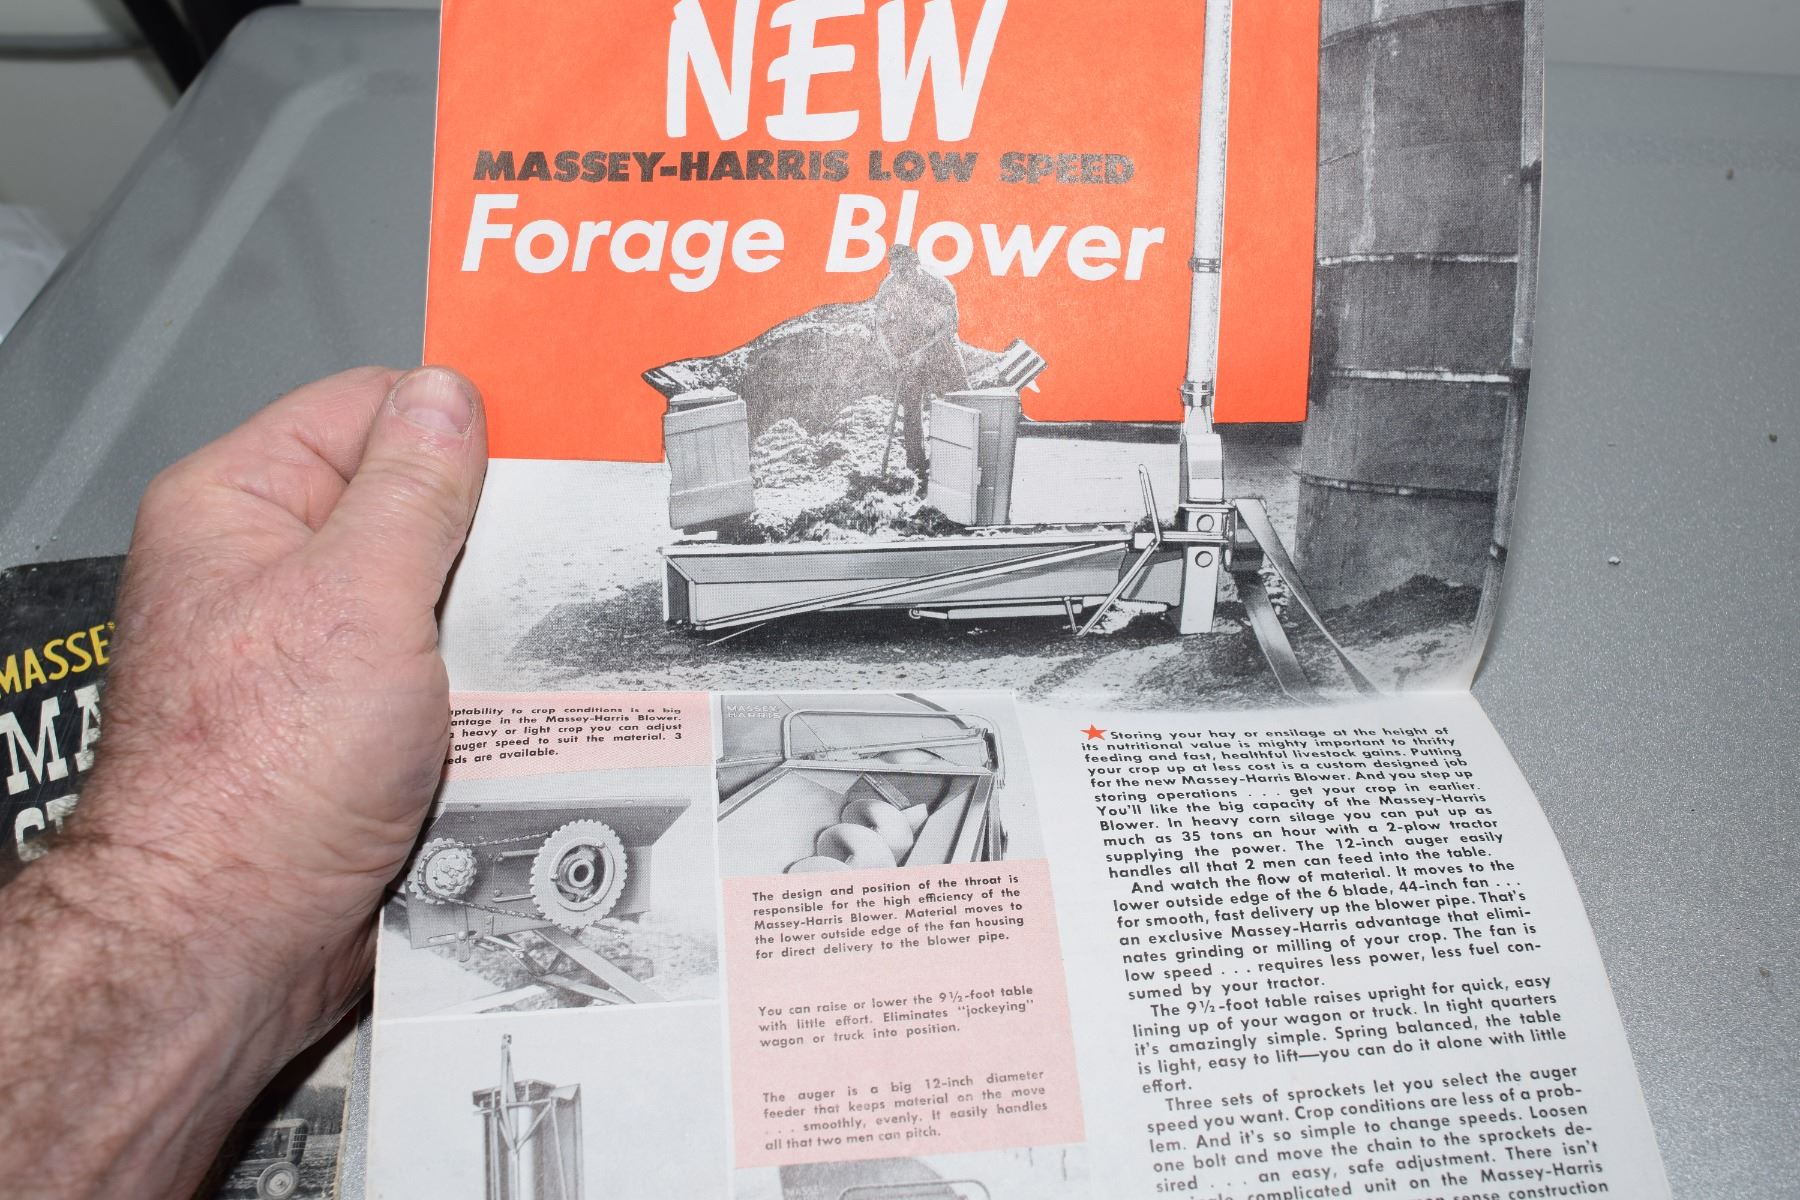 NEW
MASSEY-HARRIS LOW SPEED
Forage Blower
MASSE
MA
to crop conditions is a big
in the Massey-Harris Blower.
heavy or light crop you can adjust
auger speed to suit the material. 3
are available.
MASSEY
HARRIS
The design and position of the throat is
responsible for the high efficiency of the
Massey-Harris Blower. Material moves to
the lower outside edge of the fan housing
for direct delivery to the blower pipe.
You can raise or lower the 9½-foot table
with little effort. Eliminates "jockeying"
wagon or truck into position.
The auger is a big 12-inch diameter
feeder that keeps material on the move
. . . smoothly, evenly. It easily handles
all that two men can pitch.
★ Storing your hay or ensilage at the height of
its nutritional value is mighty important to thrifty
feeding and fast, healthful livestock gains. Putting
your crop up at less cost is a custom designed job
for the new Massey-Harris Blower. And you step up
storing operations . . . get your crop in earlier.
You'll like the big capacity of the Massey-Harris
Blower. In heavy corn silage you can put up as
much as 35 tons an hour with a 2-plow tractor
supplying the power. The 12-inch auger easily
handles all that 2 men can feed into the table.
And watch the flow of material. It moves to the
lower outside edge of the 6 blade, 44-inch fan . . .
for smooth, fast delivery up the blower pipe. That's
an exclusive Massey-Harris advantage that elimi-
nates grinding or milling of your crop. The fan is
low speed . . . requires less power, less fuel con-
sumed by your tractor.
The 9½-foot table raises upright for quick, easy
lining up of your wagon or truck. In tight quarters
it's amazingly simple. Spring balanced, the table
is light, easy to lift—you can do it alone with little
effort.
Three sets of sprockets let you select the auger
speed you want. Crop conditions are less of a prob-
lem. And it's so simple to change speeds. Loosen
one bolt and move the chain to the sprockets de-
sired . . . an easy, safe adjustment. There isn't
complicated unit on the Massey-Harris
sense construction